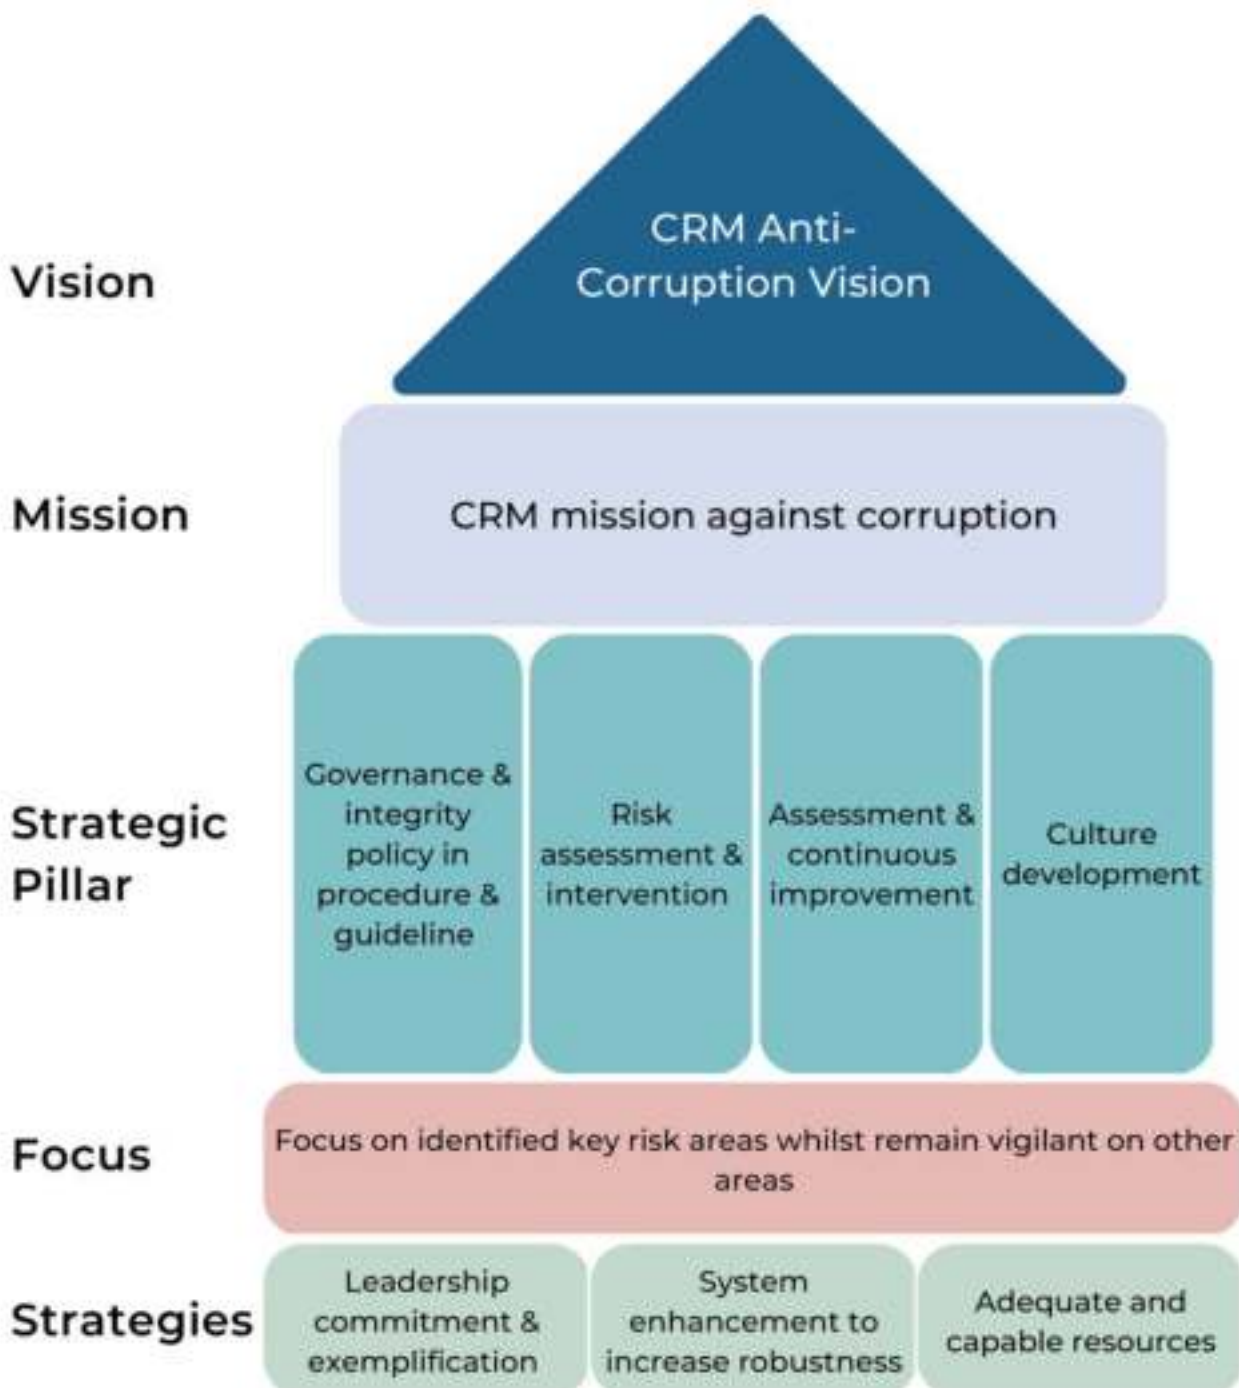 Vision
CRM Anti-
Corruption Vision
Mission
CRM mission against corruption
Strategic
Pillar
Governance &
integrity
policy in
procedure &
guideline
Risk
assessment &
intervention
Assessment &
continuous
improvement
Culture
development
Focus
Focus on identified key risk areas whilst remain vigilant on other
areas
Strategies
Leadership
commitment &
exemplification
System
enhancement to
increase robustness
Adequate and
capable resources